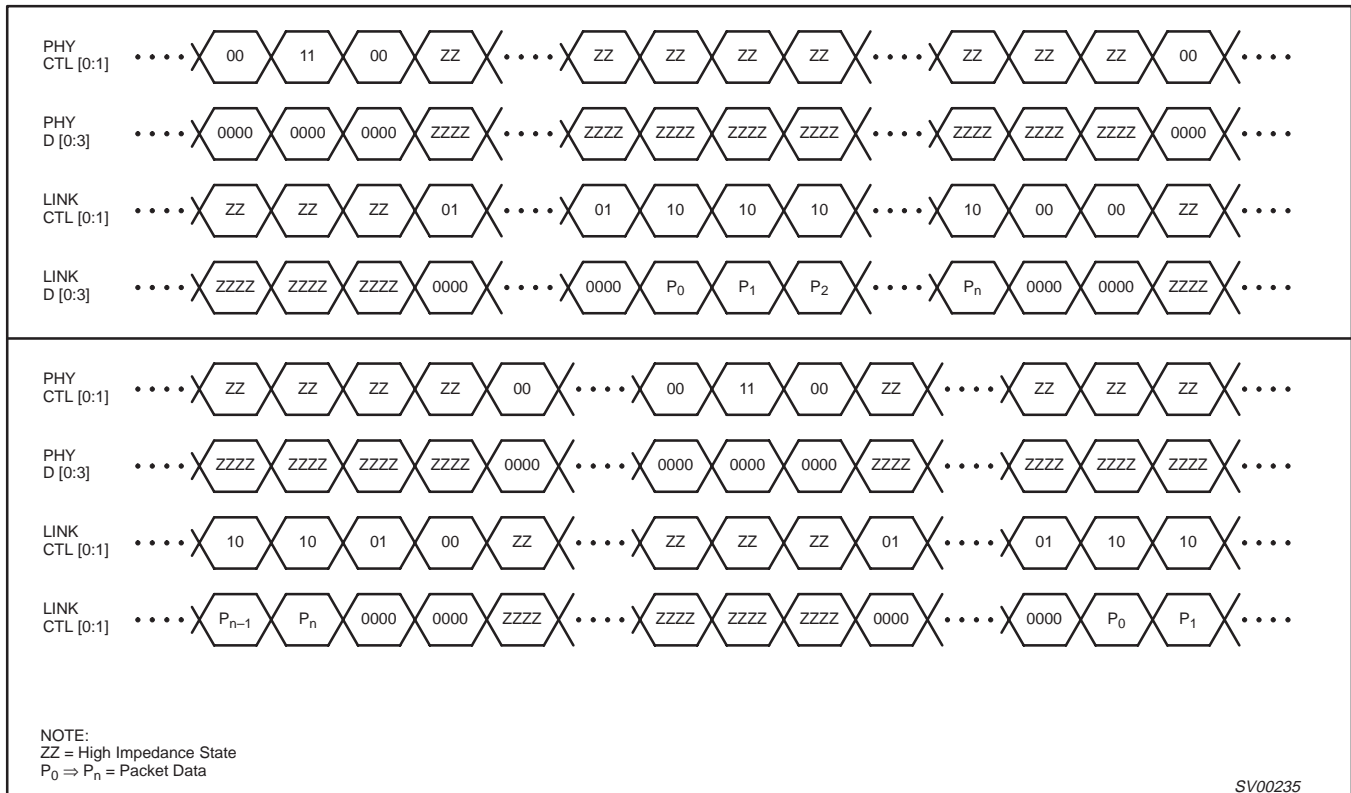 PHY
CTL [0:1] • • • • 00 11 00 ZZ • • • • ZZ ZZ ZZ ZZ • • • • ZZ ZZ ZZ 00 • • • •
PHY
D [0:3] • • • • 0000 0000 0000 ZZZZ • • • • ZZZZ ZZZZ ZZZZ ZZZZ • • • • ZZZZ ZZZZ ZZZZ 0000 • • • •
LINK
CTL [0:1] • • • • ZZ ZZ ZZ 01 • • • • 01 10 10 10 • • • • 10 00 00 ZZ • • • •
LINK
D [0:3] • • • • ZZZZ ZZZZ ZZZZ 0000 • • • • 0000 P0 P1 P2 • • • • Pn 0000 0000 ZZZZ • • • •
PHY
CTL [0:1] • • • • ZZ ZZ ZZ ZZ 00 • • • • 00 11 00 ZZ • • • • ZZ ZZ ZZ • • • •
PHY
D [0:3] • • • • ZZZZ ZZZZ ZZZZ ZZZZ 0000 • • • • 0000 0000 0000 ZZZZ • • • • ZZZZ ZZZZ ZZZZ • • • •
LINK
CTL [0:1] • • • • 10 10 01 00 ZZ • • • • ZZ ZZ ZZ 01 • • • • 01 10 10 • • • •
LINK
CTL [0:1] • • • • Pn–1 Pn 0000 0000 ZZZZ • • • • ZZZZ ZZZZ ZZZZ 0000 • • • • 0000 P0 P1 • • • •
NOTE:
ZZ = High Impedance State
P0 ⇒ Pn = Packet Data
SV00235